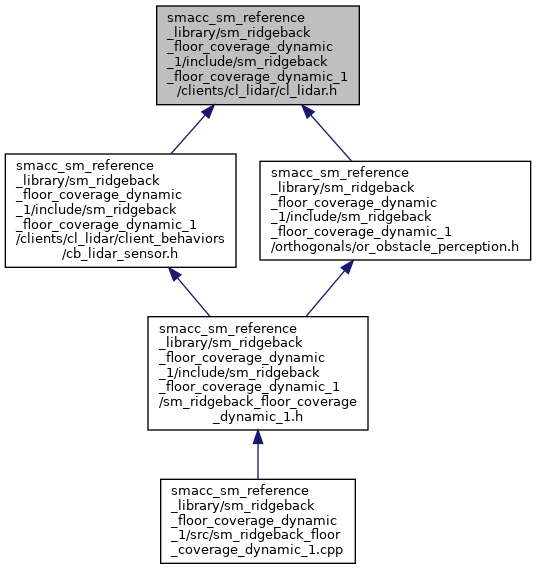 smacc_sm_reference
_library/sm_ridgeback
_floor_coverage_dynamic
_1/include/sm_ridgeback
_floor_coverage_dynamic_1
/clients/cl_lidar/cl_lidar.h
smacc_sm_reference
_library/sm_ridgeback
_floor_coverage_dynamic
_1/include/sm_ridgeback
_floor_coverage_dynamic_1
/clients/cl_lidar/client_behaviors
/cb_lidar_sensor.h
smacc_sm_reference
_library/sm_ridgeback
_floor_coverage_dynamic
_1/include/sm_ridgeback
_floor_coverage_dynamic_1
/orthogonals/or_obstacle_perception.h
smacc_sm_reference
_library/sm_ridgeback
_floor_coverage_dynamic
_1/include/sm_ridgeback
_floor_coverage_dynamic_1
/sm_ridgeback_floor_coverage
_dynamic_1.h
smacc_sm_reference
_library/sm_ridgeback
_floor_coverage_dynamic
_1/src/sm_ridgeback_floor
_coverage_dynamic_1.cpp